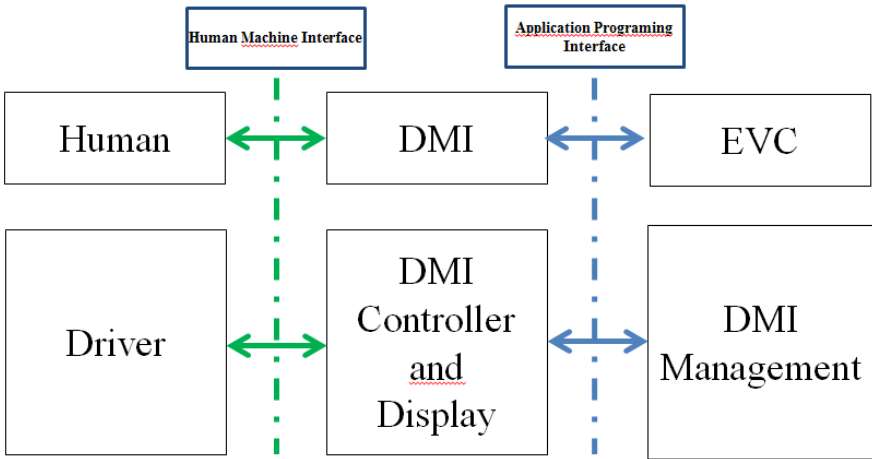 Human Machine Interface
Application Programing
Interface
Human
DMI
EVC
Driver
DMI
Controller
and
Display
DMI
Management